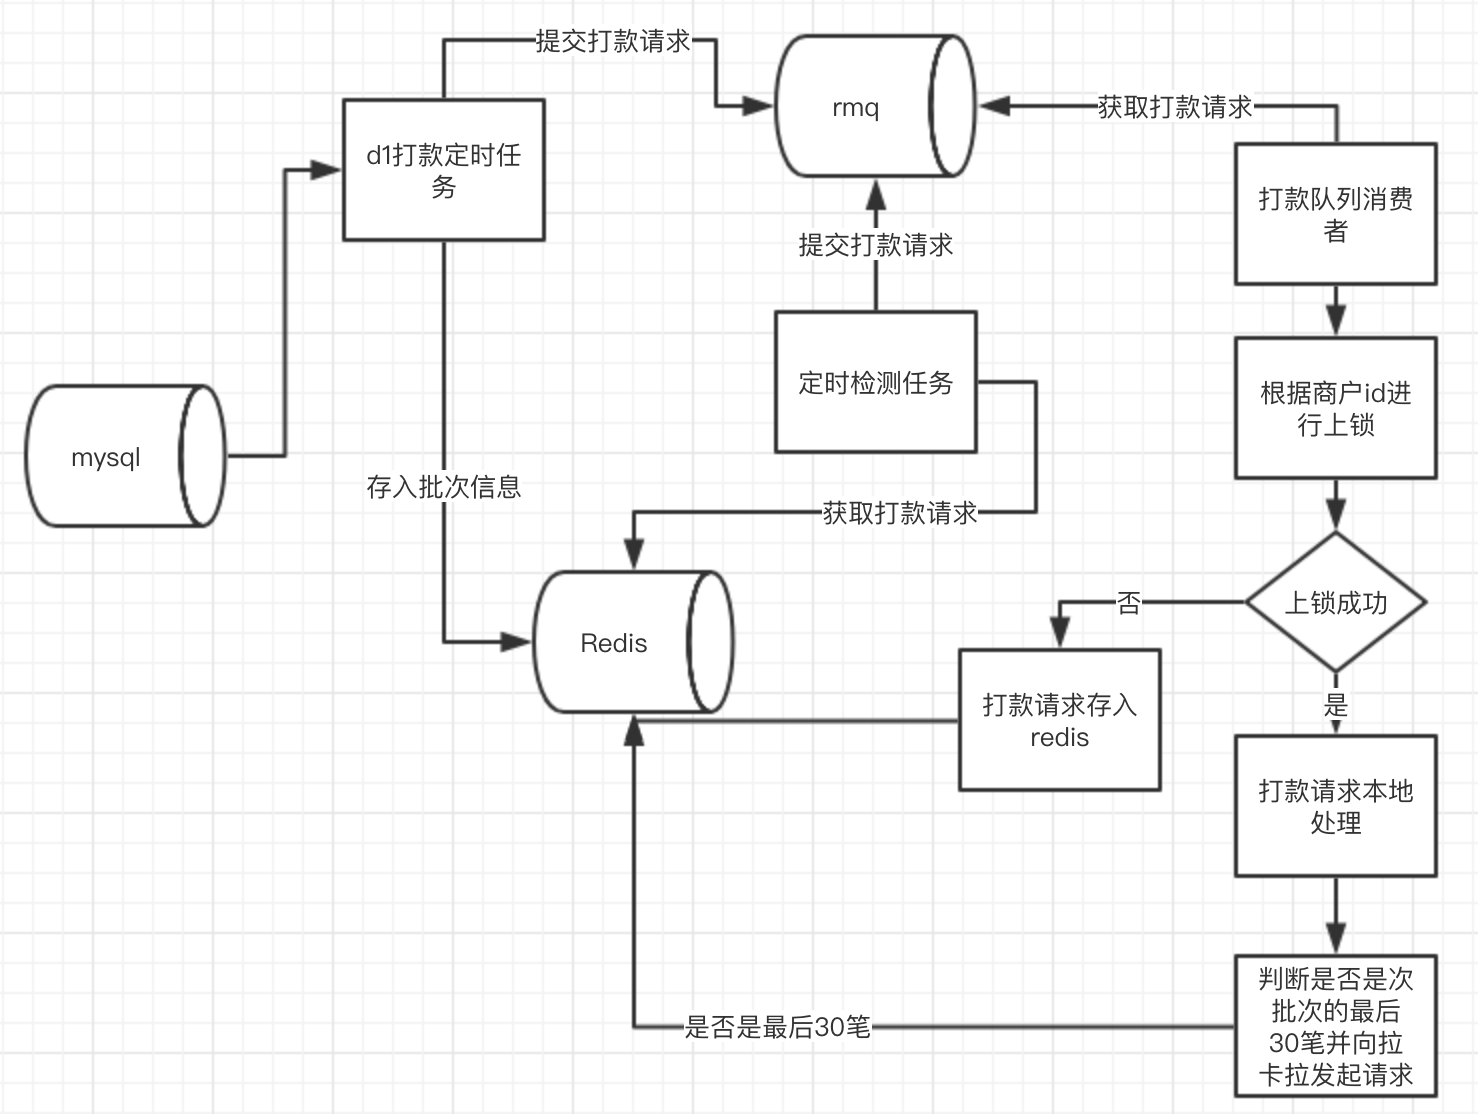 提交打款请求
rmq
获取打款请求
d1打款定时任
务
打款队列消费
者
提交打款请求
定时检测任务
根据商户id进
行上锁
mysql
存入批次信息
获取打款请求
上锁成功
否
Redis
打款请求存入
redis
是
打款请求本地
处理
判断是否是次
批次的最后
30笔并向拉
卡拉发起请求
是否是最后30笔